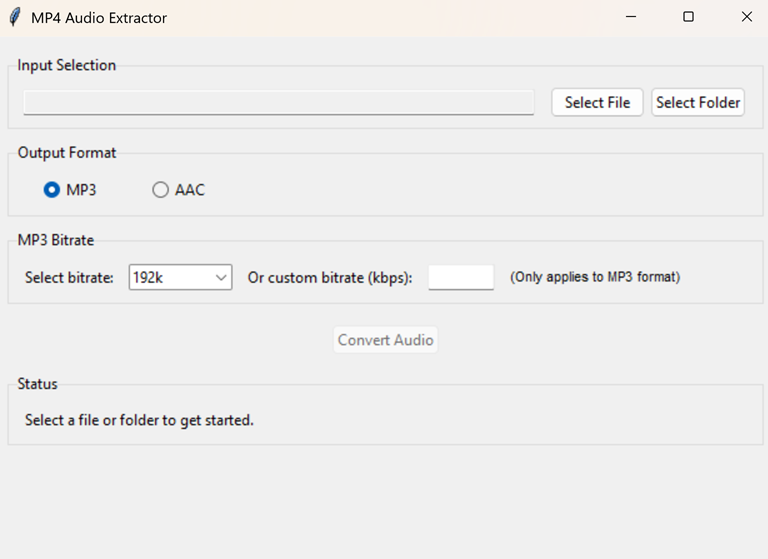 MP4 Audio Extractor
Input Selection
Select File Select Folder
Output Format
MP3 AAC
MP3 Bitrate
Select bitrate: 192k Or custom bitrate (kbps): (Only applies to MP3 format)
Convert Audio
Status
Select a file or folder to get started.